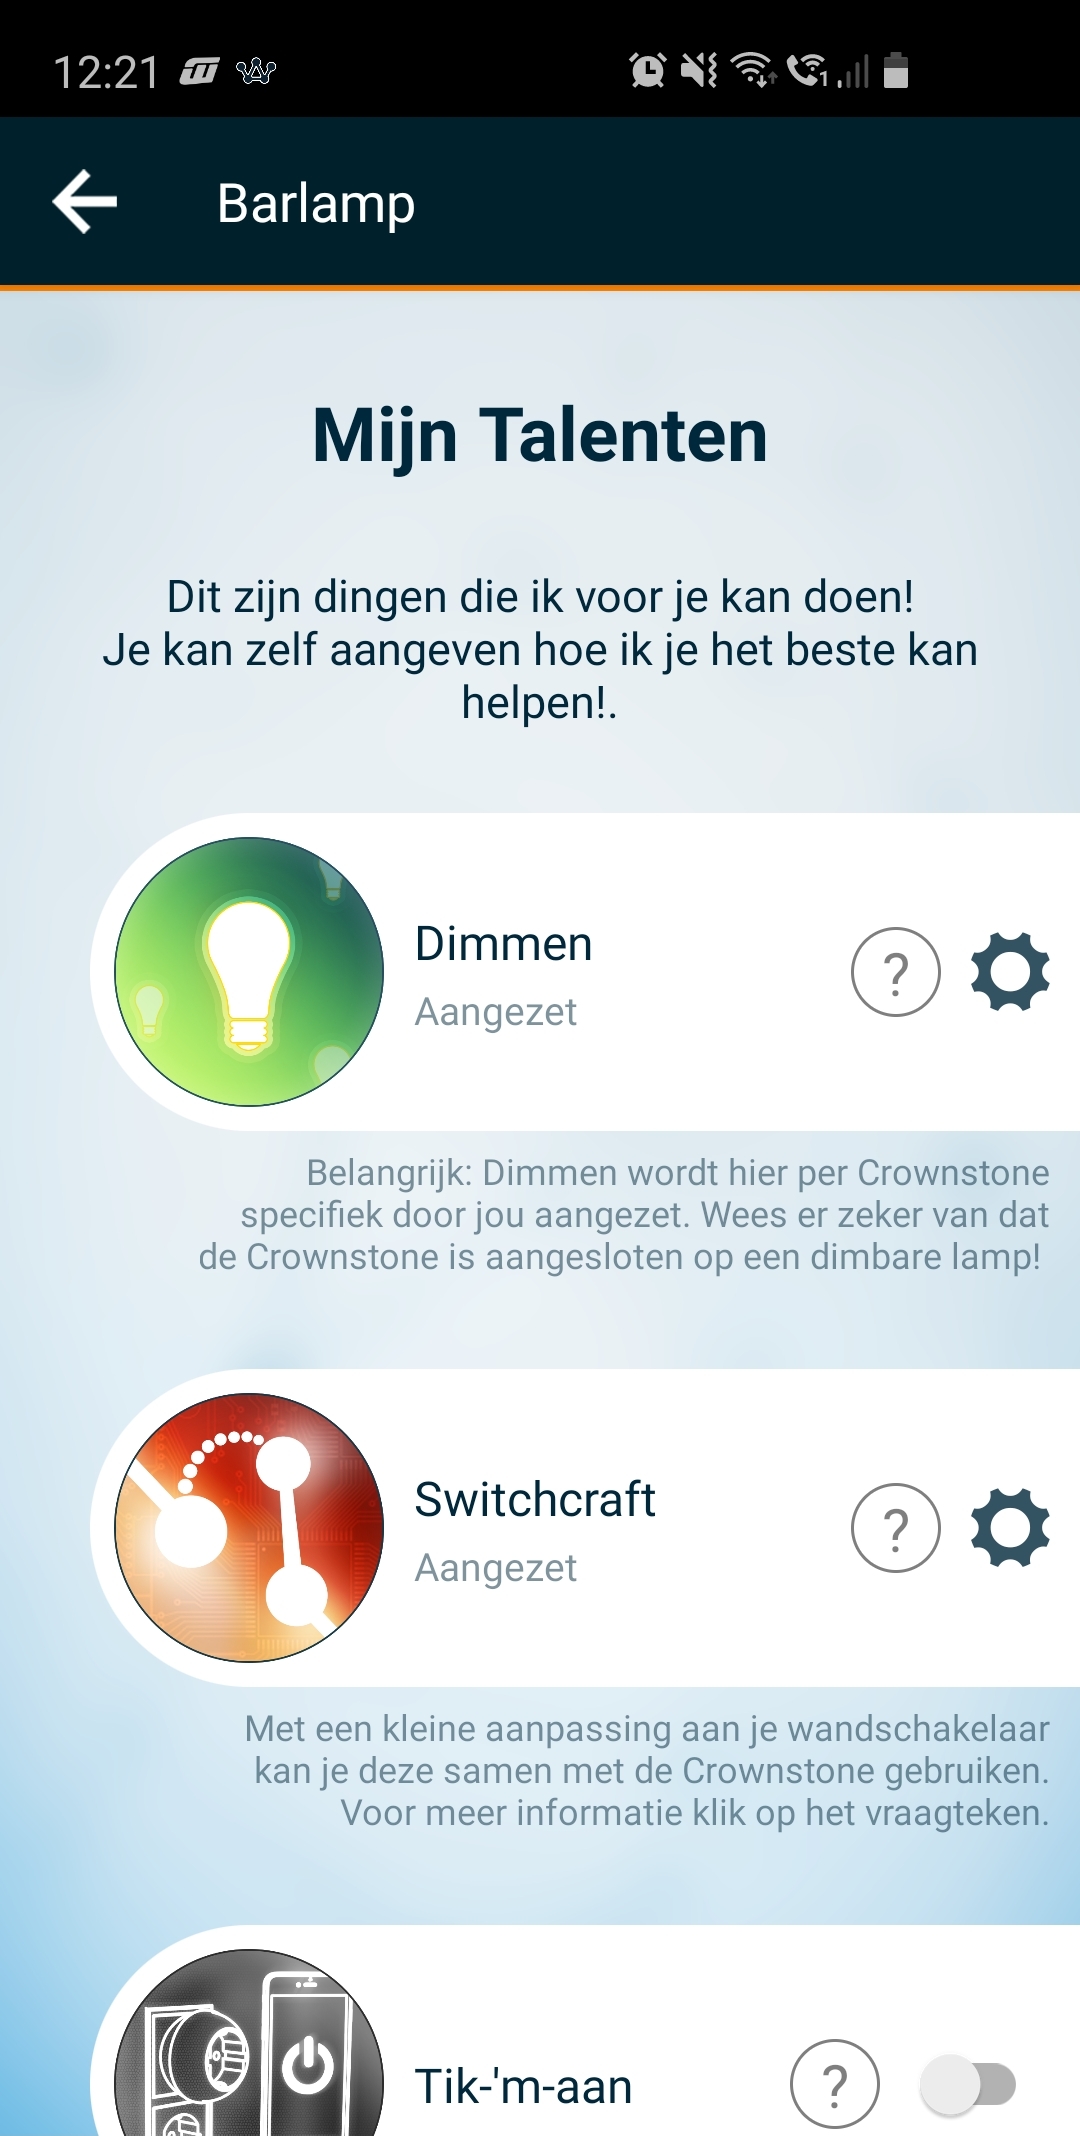 12:21
Barlamp
Mijn Talenten
Dit zijn dingen die ik voor je kan doen!
Je kan zelf aangeven hoe ik je het beste kan
helpen!.
Dimmen
?
Aangezet
Belangrijk: Dimmen wordt hier per Crownstone
specifiek door jou aangezet. Wees er zeker van dat
de Crownstone is aangesloten op een dimbare lamp!
Switchcraft
?
Aangezet
Met een kleine aanpassing aan je wandschakelaar
kan je deze samen met de Crownstone gebruiken.
Voor meer informatie klik op het vraagteken.
Tik-'m-aan
?